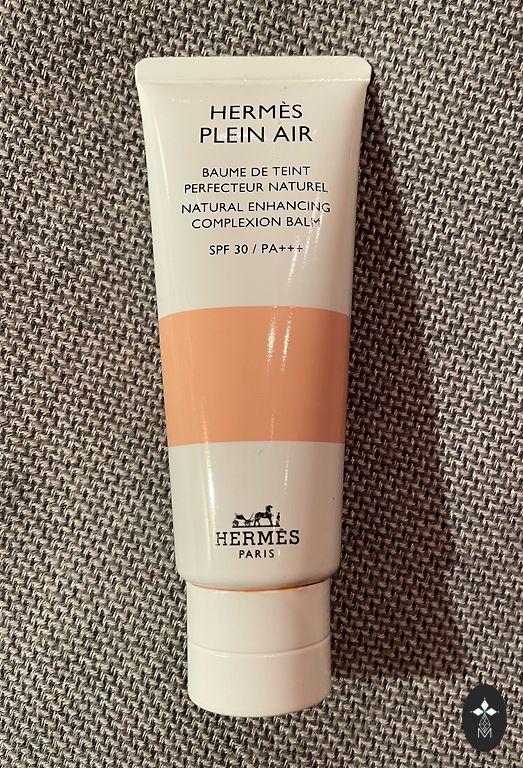 HERMÈS
PLEIN AIR
BAUME DE TEINT
PERFECTEUR NATUREL
NATURAL ENHANCING
COMPLEXION BALM
SPF 30 / PA+++
HERMÈS
PARIS